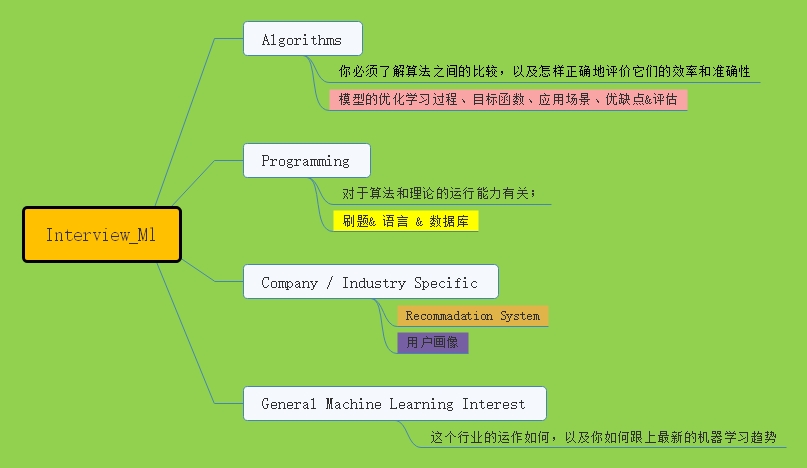 Algorithms
你必须了解算法之间的比较，以及怎样正确地评价它们的效率和准确性
模型的优化学习过程、目标函数、应用场景、优缺点&评估
Programming
对于算法和理论的运行能力有关；
刷题& 语言 & 数据库
Interview_Ml
Company / Industry Specific
Recommadation System
用户画像
General Machine Learning Interest
这个行业的运作如何，以及你如何跟上最新的机器学习趋势